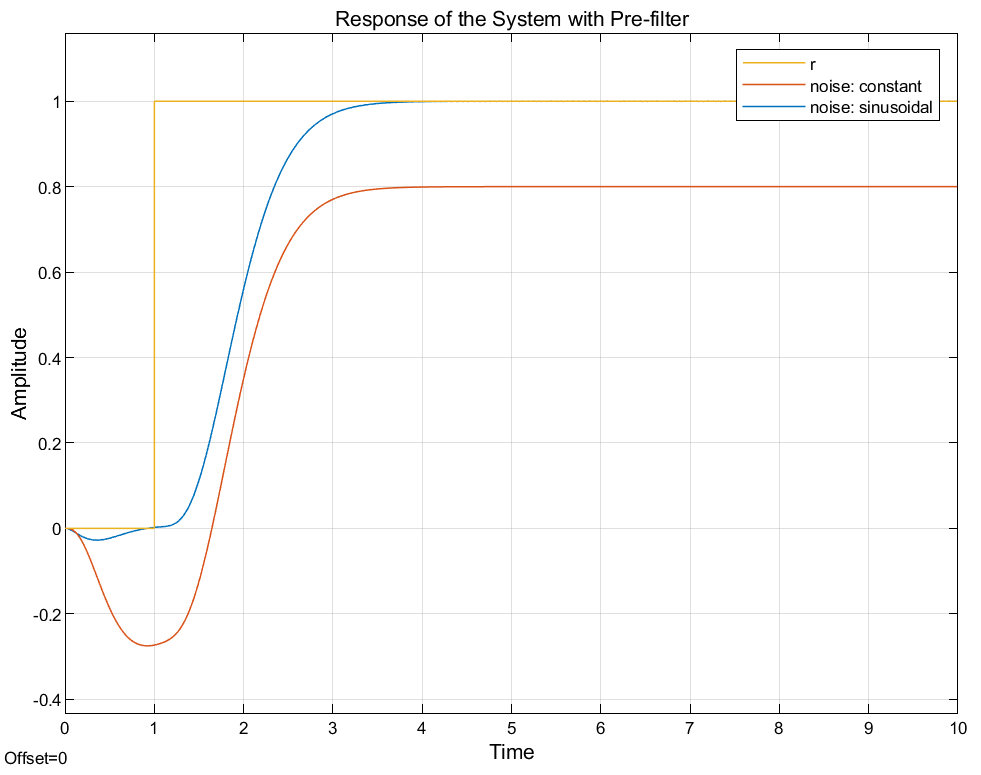 Response of the System with Pre-filter
r
noise: constant
noise: sinusoidal
1
0.8
0.6
0.4
0.2
0
-0.2
-0.4
Amplitude
0 1 2 3 4 5 6 7 8 9 10
Time
Offset=0